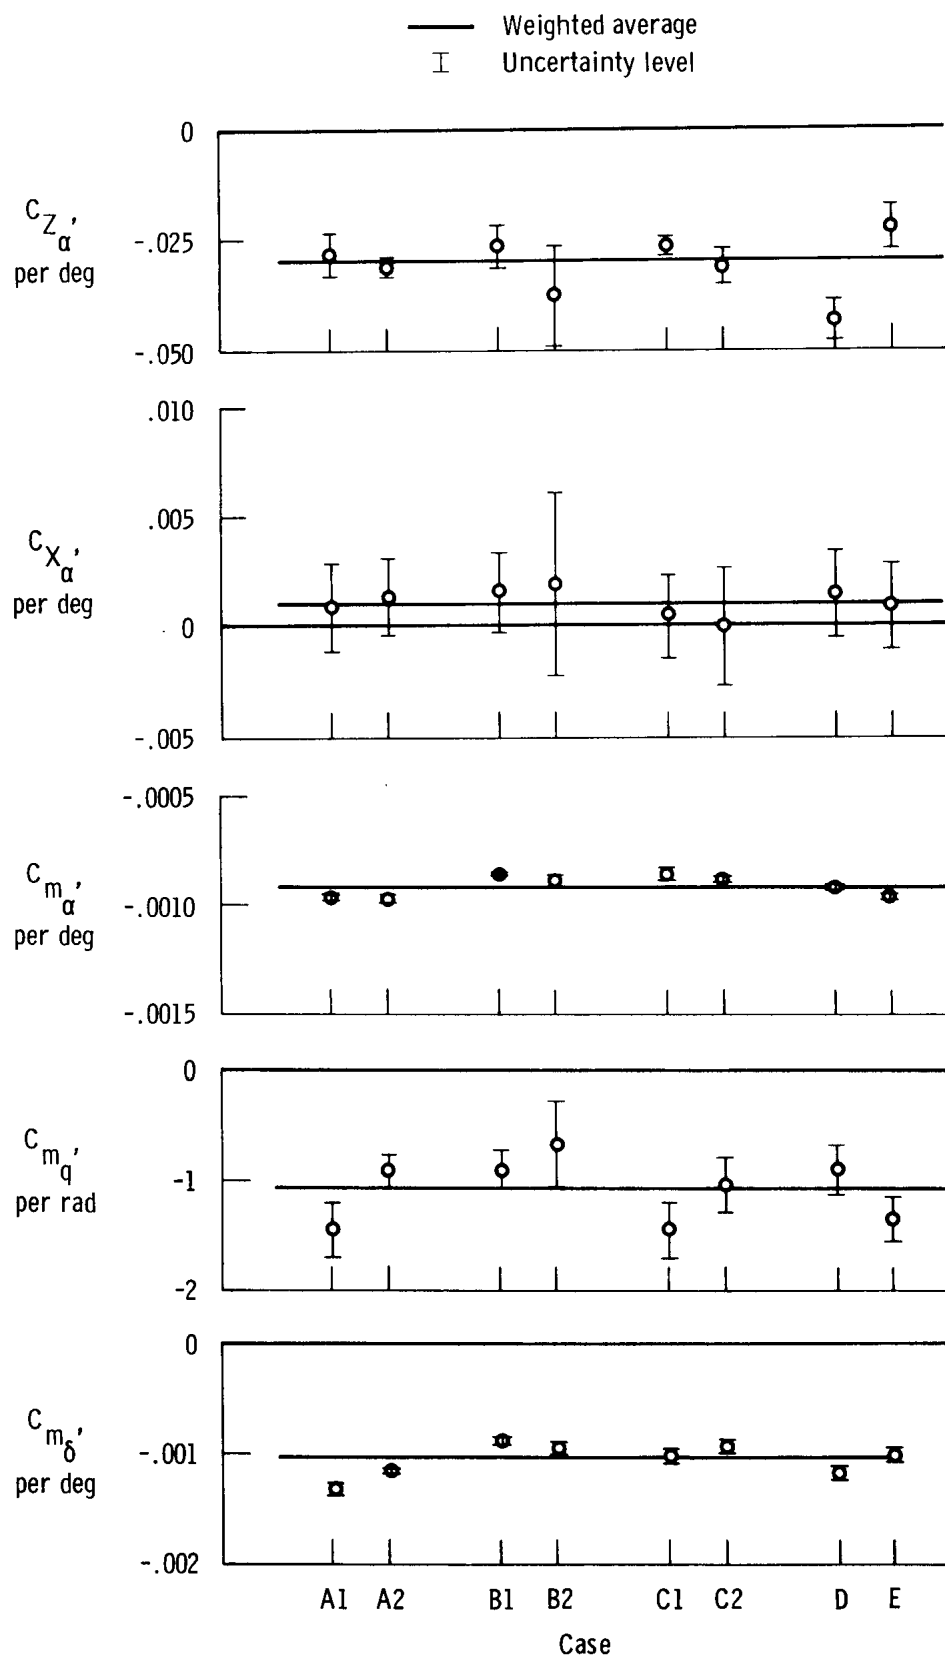 Weighted average
Uncertainty level
0
C_Zα,
per deg
-.025
-.050
.010
.005
C_Xα,
per deg
0
-.005
-.0005
C_mα,
per deg
-.0010
-.0015
0
C_mq,
per rad
-1
-2
0
C_mδ,
per deg
-.001
-.002
A1 A2 B1 B2 C1 C2 D E
Case